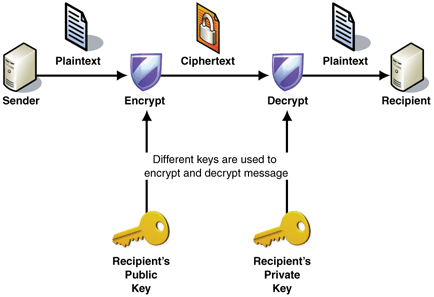 Plaintext
Ciphertext
Plaintext
Sender
Encrypt
Decrypt
Recipient
Different keys are used to
encrypt and decrypt message
Recipient's
Public
Key
Recipient's
Private
Key